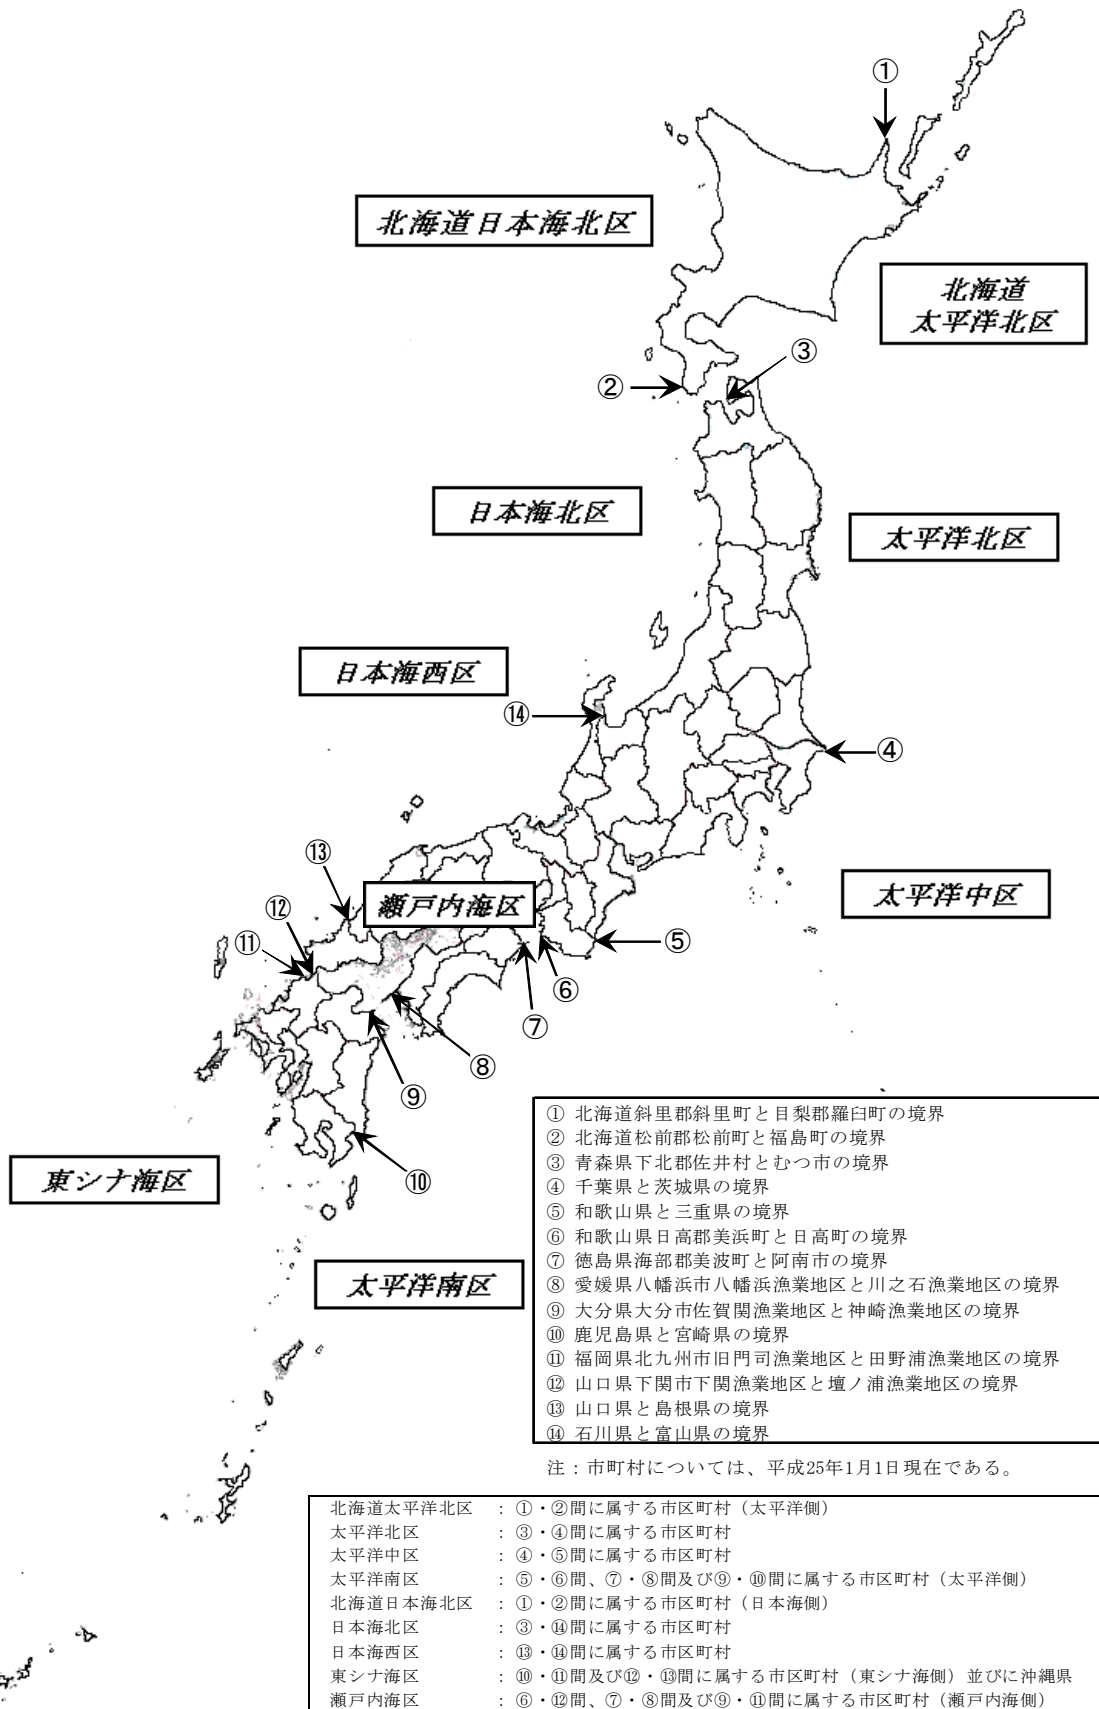 ①
北海道日本海北区
北海道
太平洋北区
③
②
日本海北区
太平洋北区
日本海西区
⑭
④
⑬
瀬戸内海区
太平洋中区
⑫
⑪
⑤
⑥
⑦
⑧
⑨
⑩
東シナ海区
太平洋南区
① 北海道斜里郡斜里町と目梨郡羅臼町の境界
② 北海道松前郡松前町と福島町の境界
③ 青森県下北郡佐井村とむつ市の境界
④ 千葉県と茨城県の境界
⑤ 和歌山県と三重県の境界
⑥ 和歌山県日高郡美浜町と日高町の境界
⑦ 徳島県海部郡美波町と阿南市の境界
⑧ 愛媛県八幡浜市八幡浜漁業地区と川之石漁業地区の境界
⑨ 大分県大分市佐賀関漁業地区と神崎漁業地区の境界
⑩ 鹿児島県と宮崎県の境界
⑪ 福岡県北九州市旧門司漁業地区と田野浦漁業地区の境界
⑫ 山口県下関市下関漁業地区と壇ノ浦漁業地区の境界
⑬ 山口県と島根県の境界
⑭ 石川県と富山県の境界
注：市町村については、平成25年1月1日現在である。
北海道太平洋北区 ：①・②間に属する市区町村（太平洋側）
太平洋北区 ：③・④間に属する市区町村
太平洋中区 ：④・⑤間に属する市区町村
太平洋南区 ：⑤・⑥間、⑦・⑧間及び⑨・⑩間に属する市区町村（太平洋側）
北海道日本海北区 ：①・②間に属する市区町村（日本海側）
日本海北区 ：③・⑭間に属する市区町村
日本海西区 ：⑬・⑭間に属する市区町村
東シナ海区 ：⑩・⑪間及び⑫・⑬間に属する市区町村（東シナ海側）並びに沖縄県
瀬戸内海区 ：⑥・⑫間、⑦・⑧間及び⑨・⑪間に属する市区町村（瀬戸内海側）